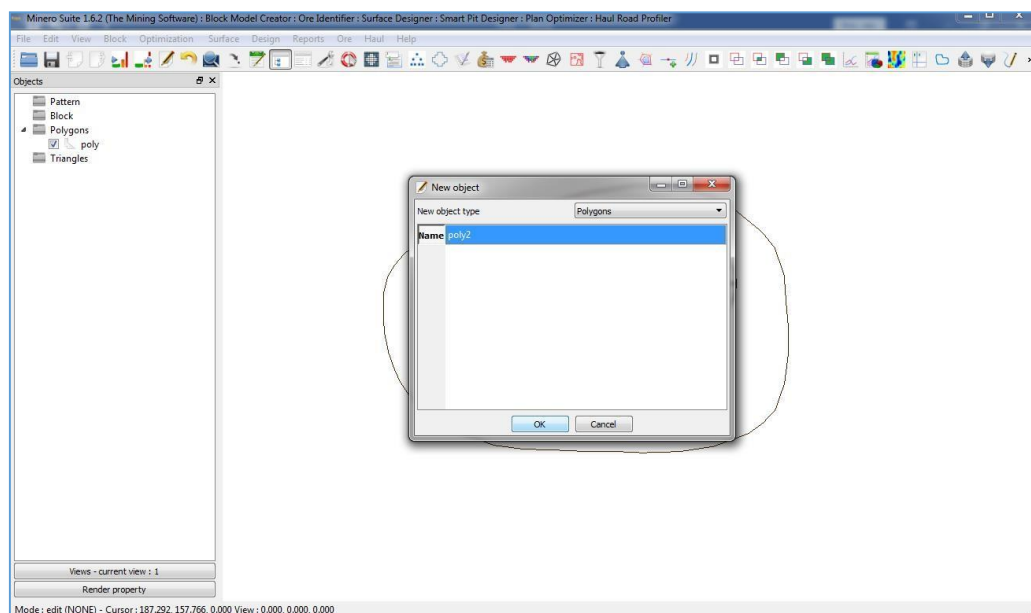 Minero Suite 1.6.2 (The Mining Software) : Block Model Creator : Ore Identifier : Surface Designer : Smart Pit Designer : Plan Optimizer : Haul Road Profiler
File Edit View Block Optimization Surface Design Reports Ore Haul Help
Objects
Pattern
Block
Polygons
poly
Triangles
New object
New object type Polygons
Name poly2
OK Cancel
Views - current view : 1
Render property
Mode : edit (NONE) - Cursor : 187.292, 157.766, 0.000 View : 0.000, 0.000, 0.000